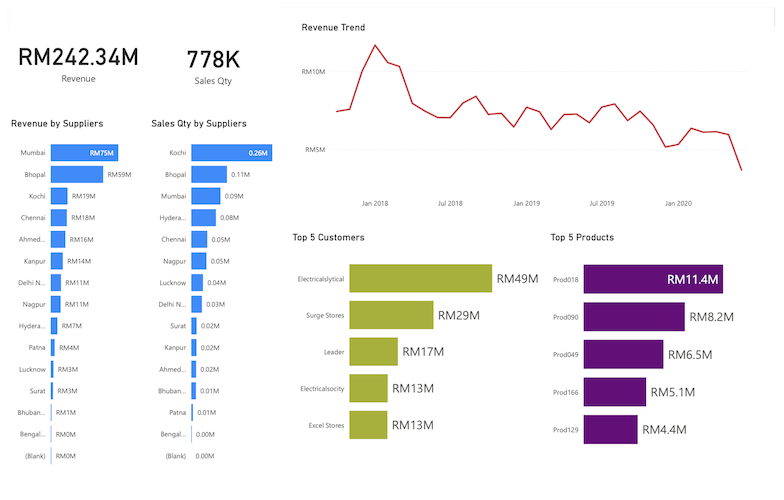 RM242.34M
Revenue
778K
Sales Qty
Revenue Trend
RM10M
RM5M
Jan 2018
Jul 2018
Jan 2019
Jul 2019
Jan 2020
Revenue by Suppliers
Mumbai RM75M
Bhopal RM59M
Kochi RM19M
Chennai RM18M
Ahmed... RM16M
Kanpur RM14M
Delhi N... RM11M
Nagpur RM11M
Hydera... RM7M
Patna RM4M
Lucknow RM3M
Surat RM3M
Bhuban... RM1M
Bengal... RM0M
(Blank) RM0M
Sales Qty by Suppliers
Kochi 0.26M
Bhopal 0.11M
Mumbai 0.09M
Hydera... 0.08M
Chennai 0.05M
Nagpur 0.05M
Lucknow 0.04M
Delhi N... 0.03M
Surat 0.02M
Kanpur 0.02M
Ahmed... 0.02M
Bhuban... 0.01M
Patna 0.01M
Bengal... 0.00M
(Blank) 0.00M
Top 5 Customers
Electricalslytical RM49M
Surge Stores RM29M
Leader RM17M
Electricalsocity RM13M
Excel Stores RM13M
Top 5 Products
Prod018 RM11.4M
Prod090 RM8.2M
Prod049 RM6.5M
Prod166 RM5.1M
Prod129 RM4.4M